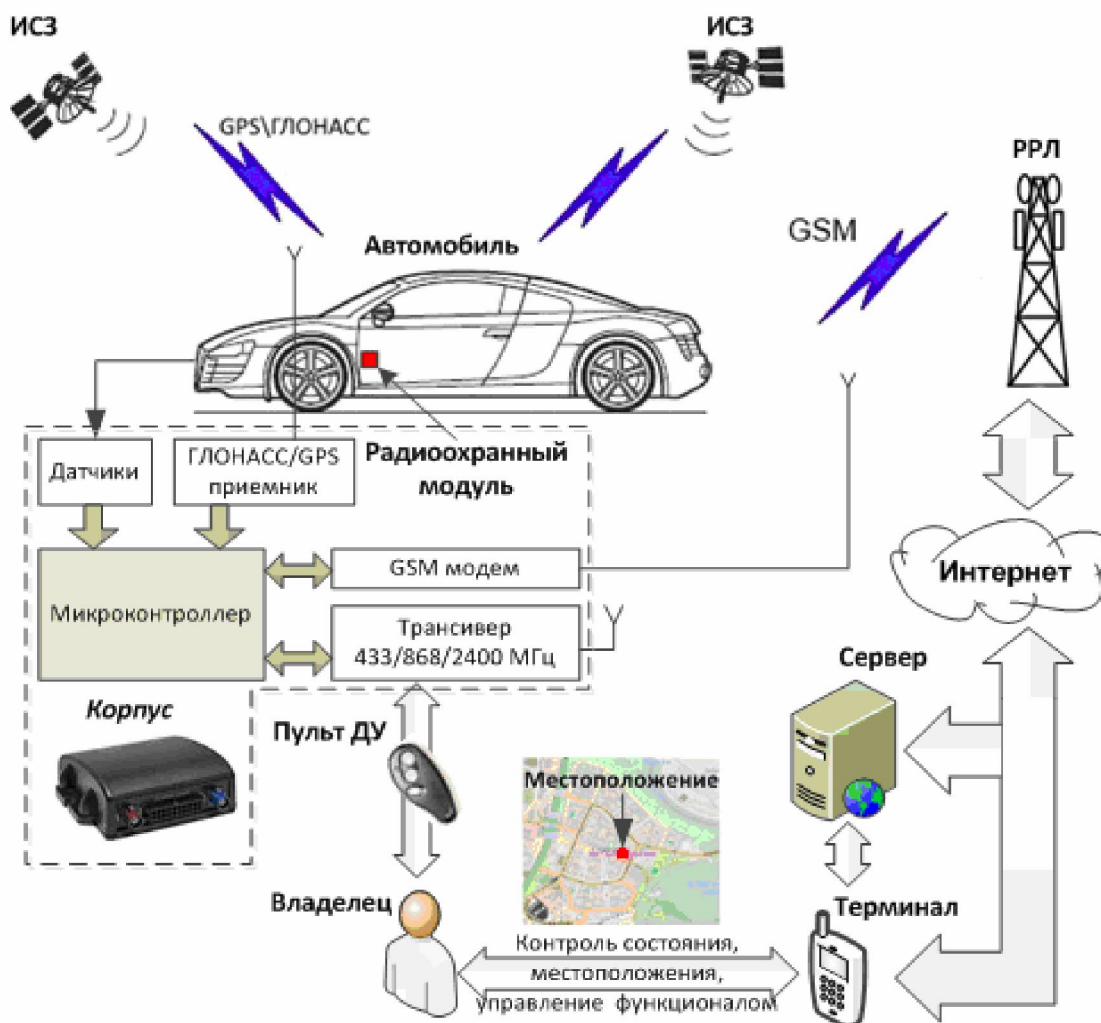 ИСЗ
ИСЗ
GPS\ГЛОНАСС
РРЛ
GSM
Автомобиль
Датчики
ГЛОНАСС/GPS
приемник
Радиоохранный
модуль
GSM модем
Микроконтроллер
Трансивер
433/868/2400 МГц
Интернет
Сервер
Корпус
Пульт ДУ
Местоположение
Владелец
Терминал
Контроль состояния,
местоположения,
управление функционалом